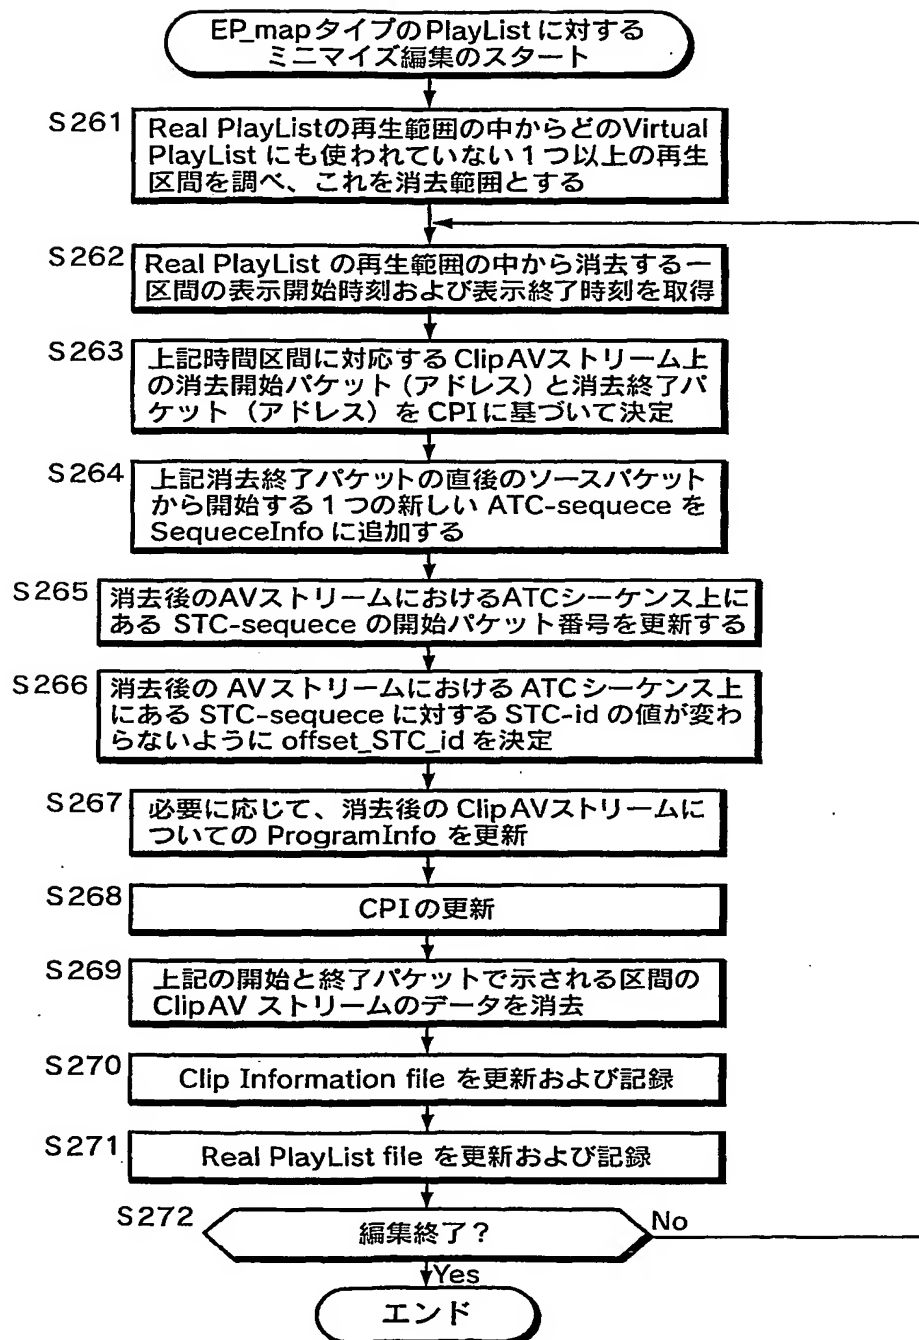 EP_mapタイプのPlayListに対する
ミニマイズ編集のスタート
S261
Real PlayListの再生範囲の中からどのVirtual
PlayListにも使われていない1つ以上の再生
区間を調べ、これを消去範囲とする
S262
Real PlayList の再生範囲の中から消去する一
区間の表示開始時刻および表示終了時刻を取得
S263
上記時間区間に対応するClipAVストリーム上
の消去開始パケット（アドレス）と消去終了パ
ケット（アドレス）をCPIに基づいて決定
S264
上記消去終了パケットの直後のソースパケット
から開始する1つの新しい ATC-sequece を
SequeceInfo に追加する
S265
消去後のAVストリームにおけるATCシーケンス上に
ある STC-sequece の開始パケット番号を更新する
S266
消去後の AVストリームにおける ATCシーケンス上
にある STC-sequece に対する STC-id の値が変わ
らないように offset_STC_id を決定
S267
必要に応じて、消去後の ClipAVストリームに
ついての ProgramInfo を更新
S268
CPIの更新
S269
上記の開始と終了パケットで示される区間の
ClipAV ストリームのデータを消去
S270
Clip Information file を更新および記録
S271
Real PlayList file を更新および記録
S272
編集終了？
No
Yes
エンド